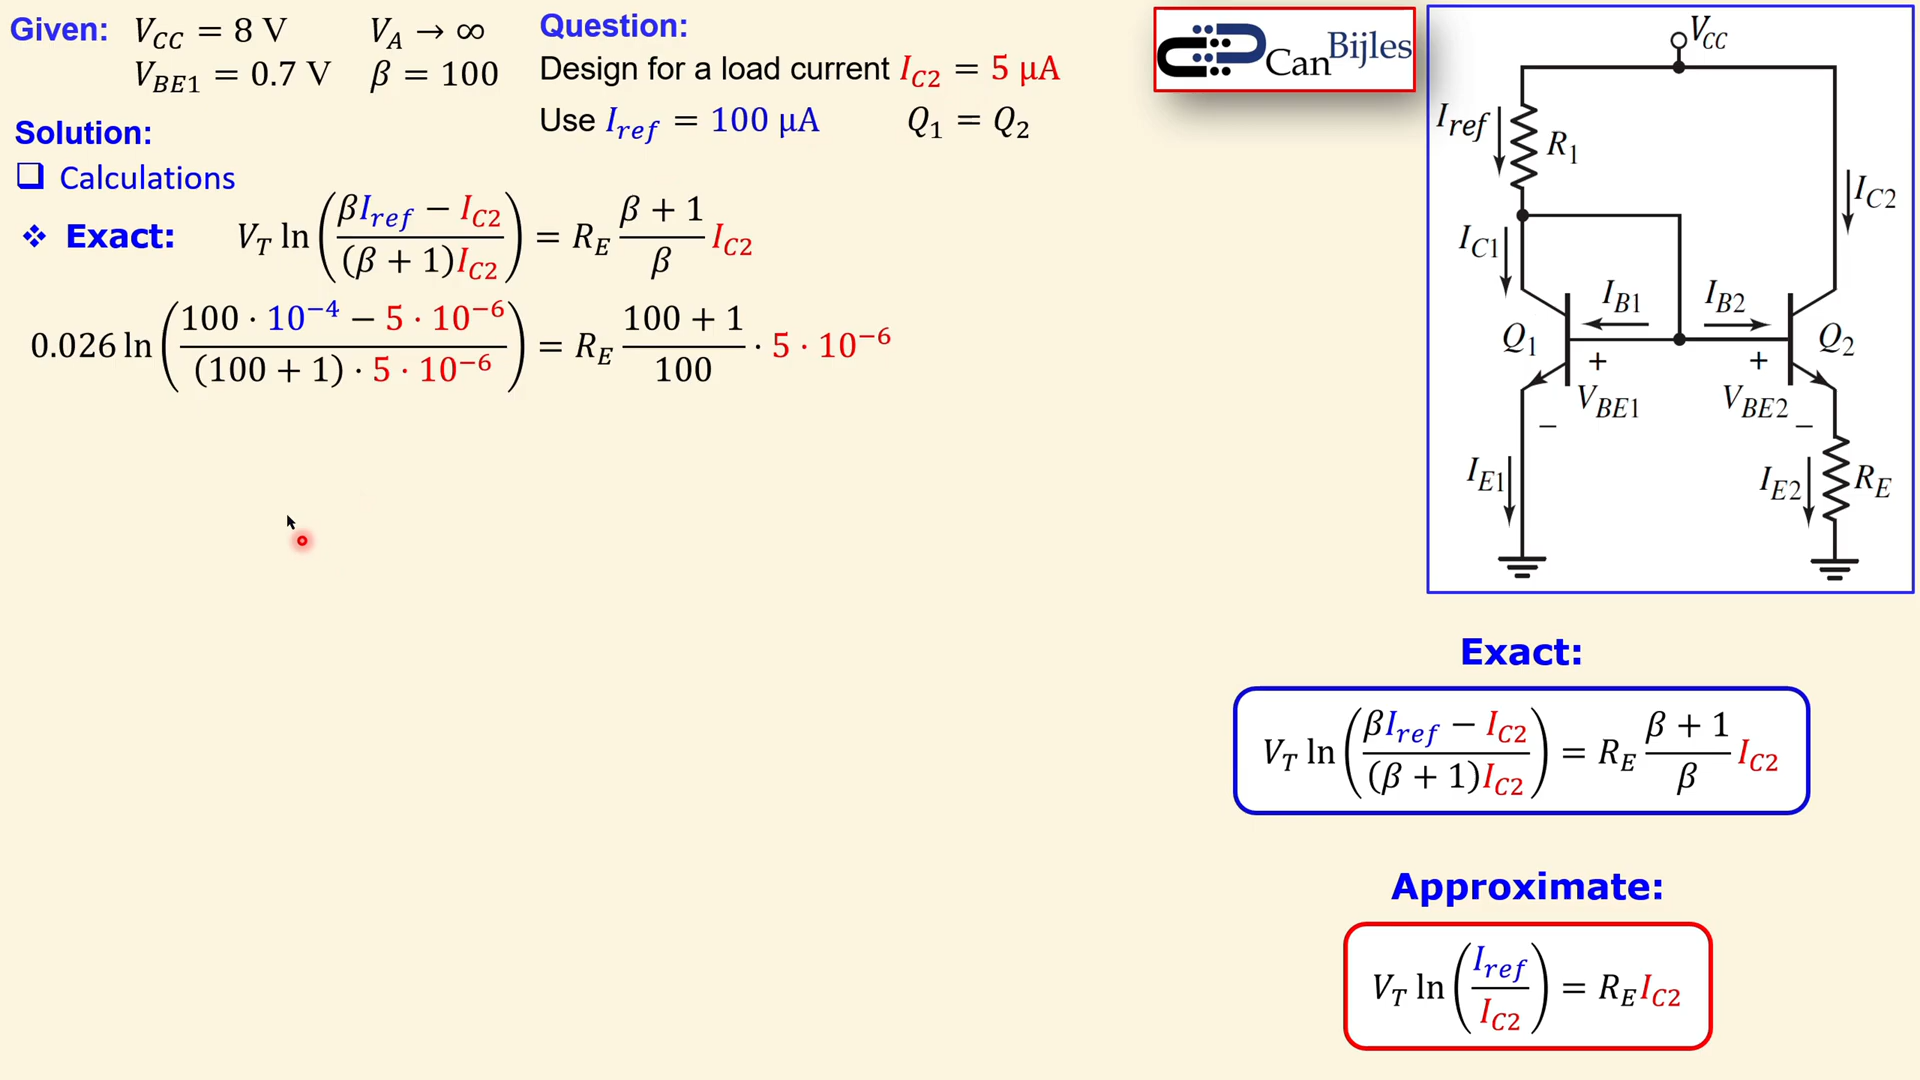 Given: V_CC = 8 V V_A → ∞
V_BE1 = 0.7 V β = 100
Question:
Design for a load current I_C2 = 5 μA
Use I_ref = 100 μA Q_1 = Q_2
Solution:
❑ Calculations
❖ Exact: V_T ln((βI_ref − I_C2)/((β + 1)I_C2)) = R_E (β + 1)/β I_C2
0.026 ln((100 · 10^−4 − 5 · 10^−6)/((100 + 1) · 5 · 10^−6)) = R_E (100 + 1)/100 · 5 · 10^−6
CanBijles
V_CC
I_ref
R_1
I_C2
I_C1
I_B1
I_B2
Q_1
Q_2
+
+
V_BE1
V_BE2
−
−
I_E1
I_E2
R_E
Exact:
V_T ln((βI_ref − I_C2)/((β + 1)I_C2)) = R_E (β + 1)/β I_C2
Approximate:
V_T ln(I_ref/I_C2) = R_E I_C2